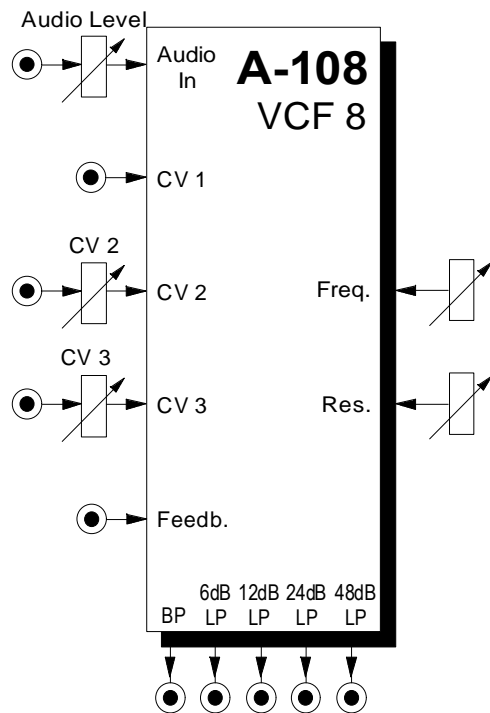 Audio Level
Audio
In
A-108
VCF 8
CV 1
CV 2
CV 2
Freq.
CV 3
CV 3
Res.
Feedb.
6dB 12dB 24dB 48dB
BP LP LP LP LP